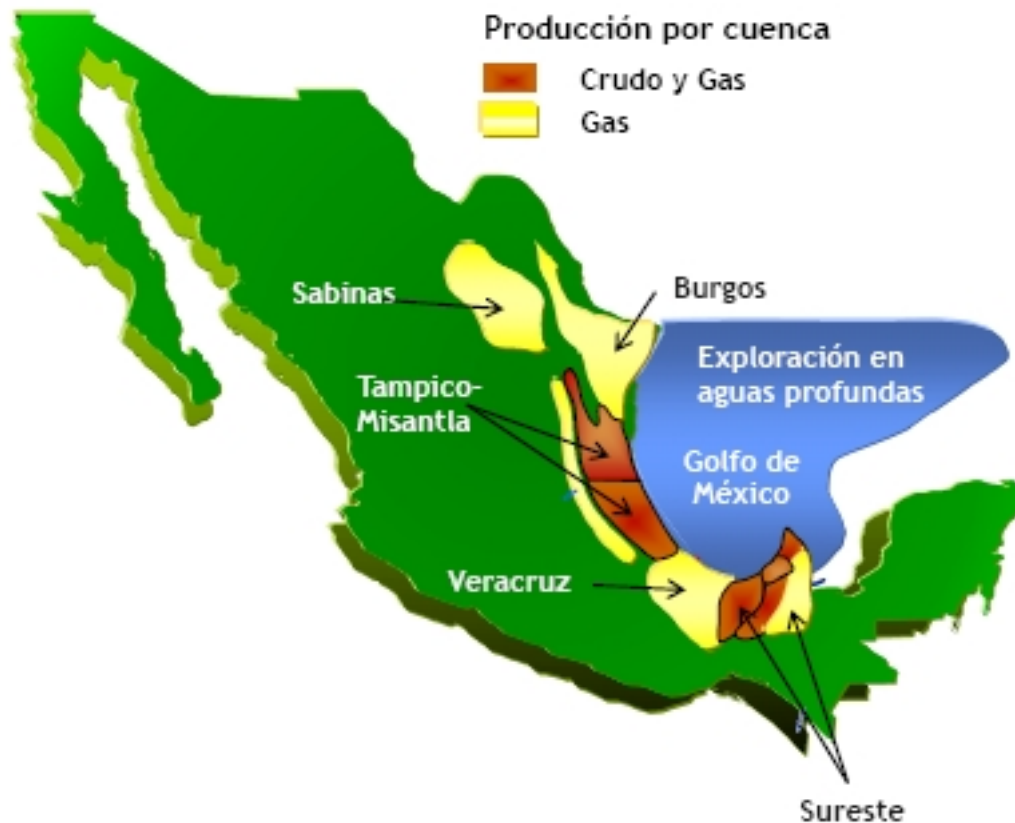 Producción por cuenca
Crudo y Gas
Gas
Sabinas
Burgos
Exploración en
aguas profundas
Tampico-
Misantla
Golfo de
México
Veracruz
Sureste